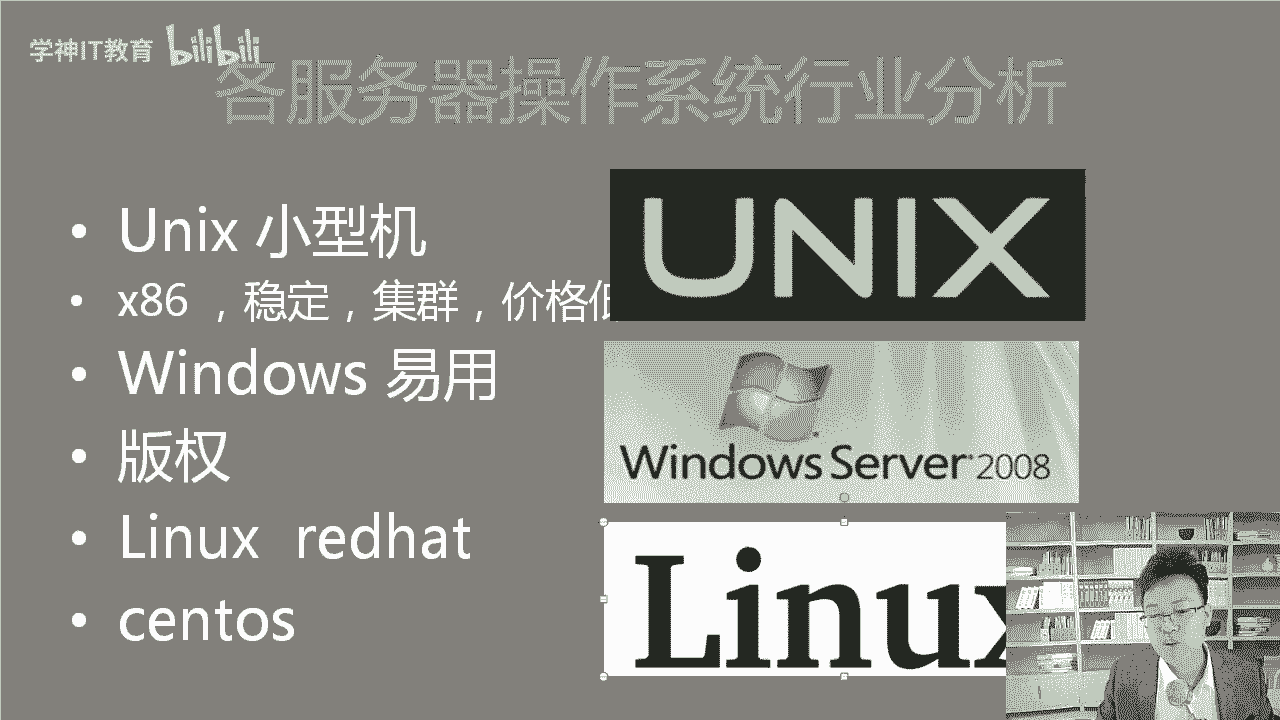 学神IT教育 bilibili
各服务器操作系统行业分析
Unix 小型机
x86 ，稳定，集群，价格低
Windows 易用
版权
Linux redhat
centos
UNIX
Windows Server 2008
Linux